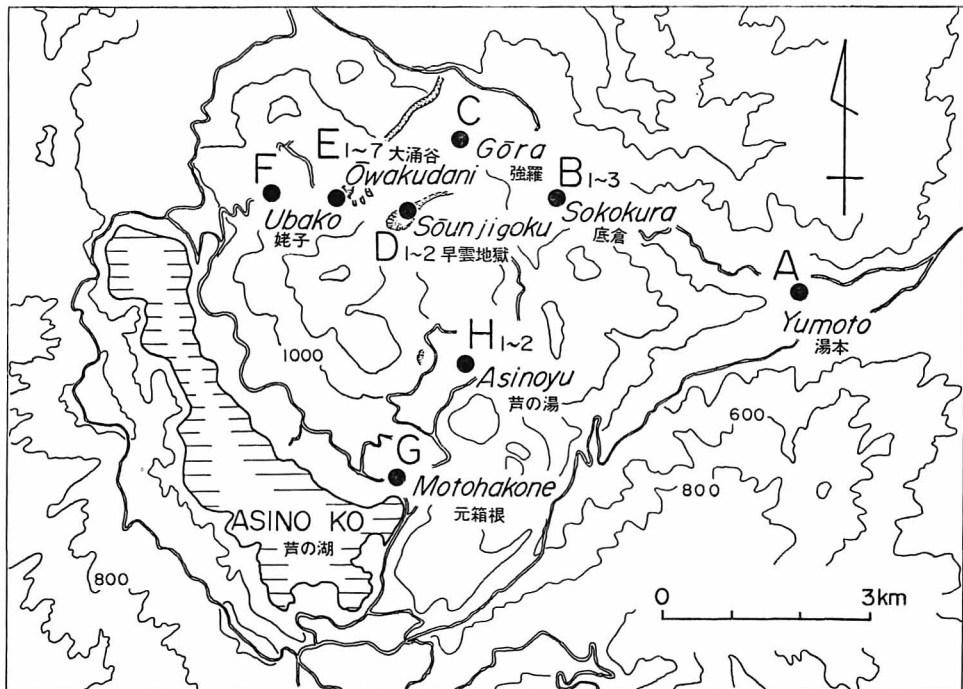 C
Gōra
強羅
E 1~7 大涌谷
Ōwakudani
F
Ubako
姥子
B 1~3
Sokokura
底倉
Sōunjigoku
D 1~2 早雲地獄
A
Yumoto
湯本
H 1~2
Asinoyu
芦の湯
1000
600
800
G
Motohakone
元箱根
ASINO KO
芦の湖
800
0 3km